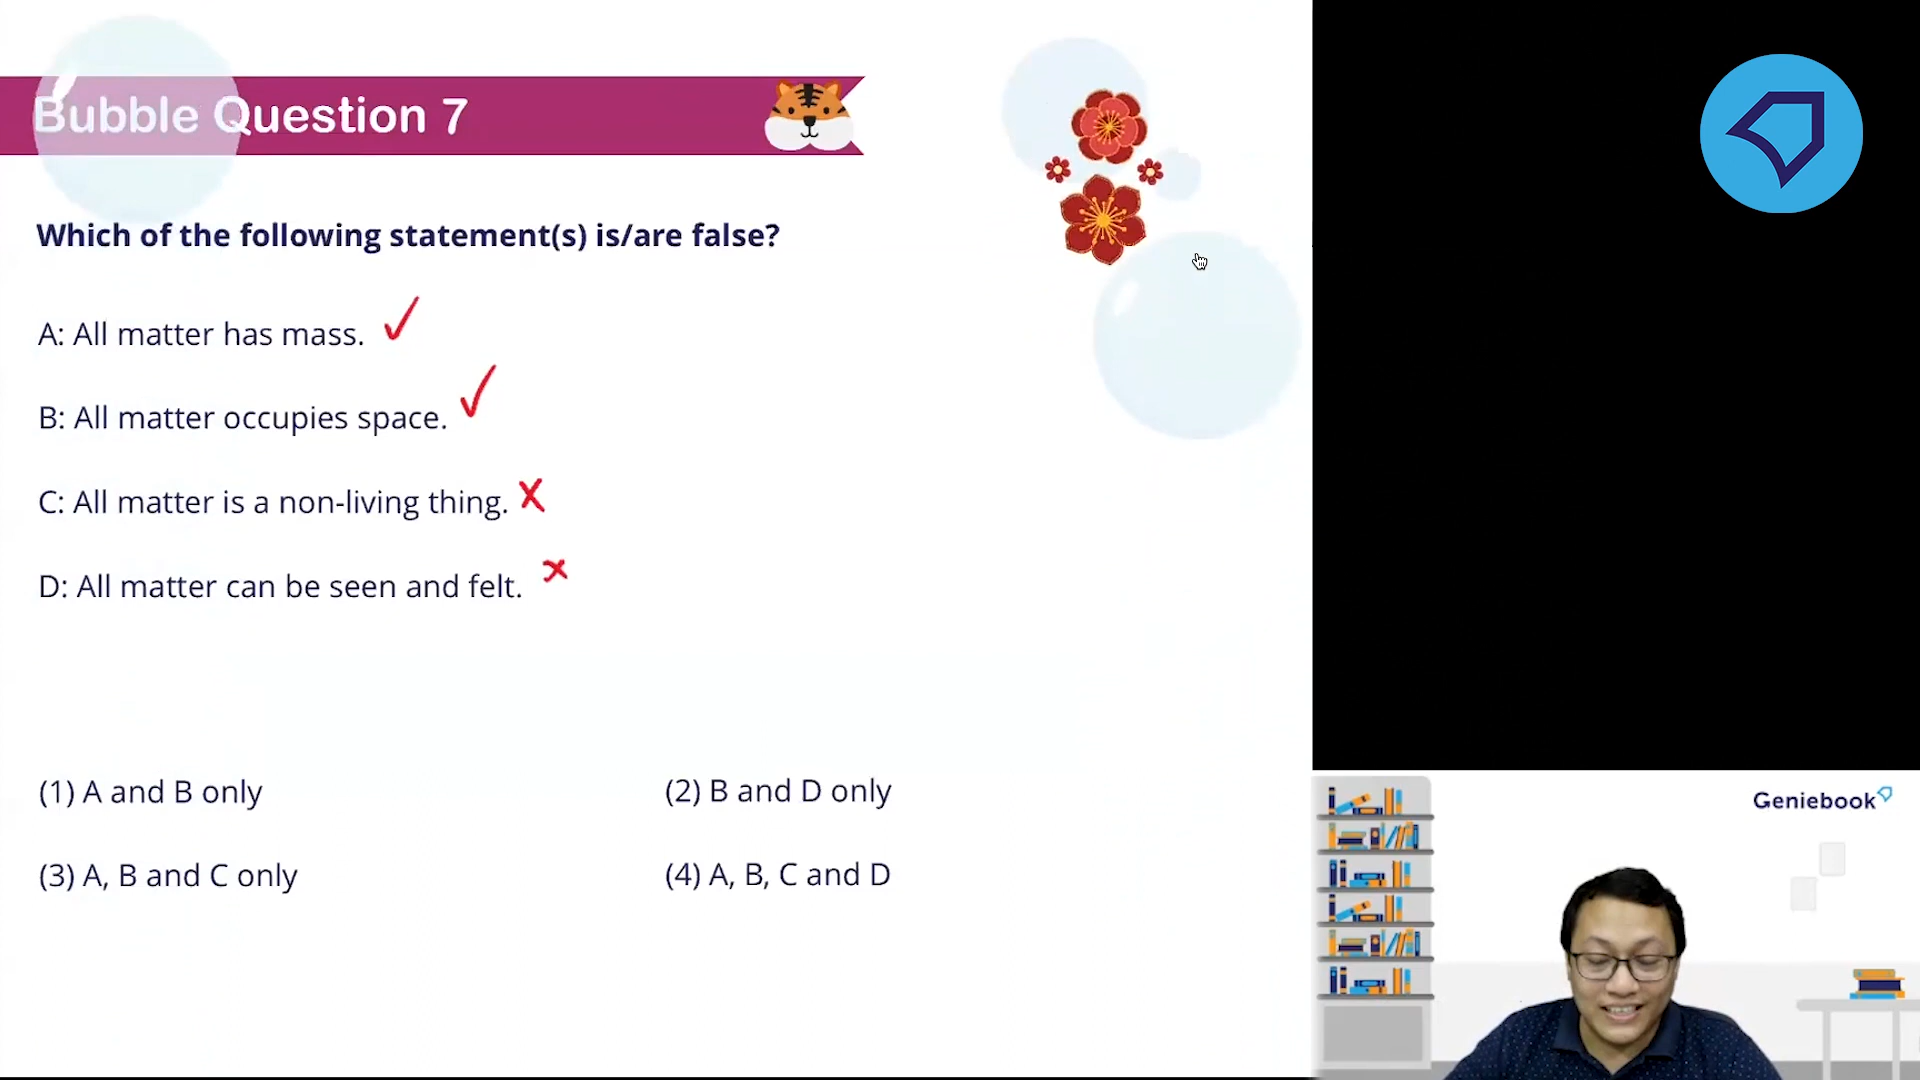 Bubble Question 7
Which of the following statement(s) is/are false?
A: All matter has mass.
B: All matter occupies space.
C: All matter is a non-living thing.
D: All matter can be seen and felt.
(1) A and B only
(2) B and D only
(3) A, B and C only
(4) A, B, C and D
Geniebook